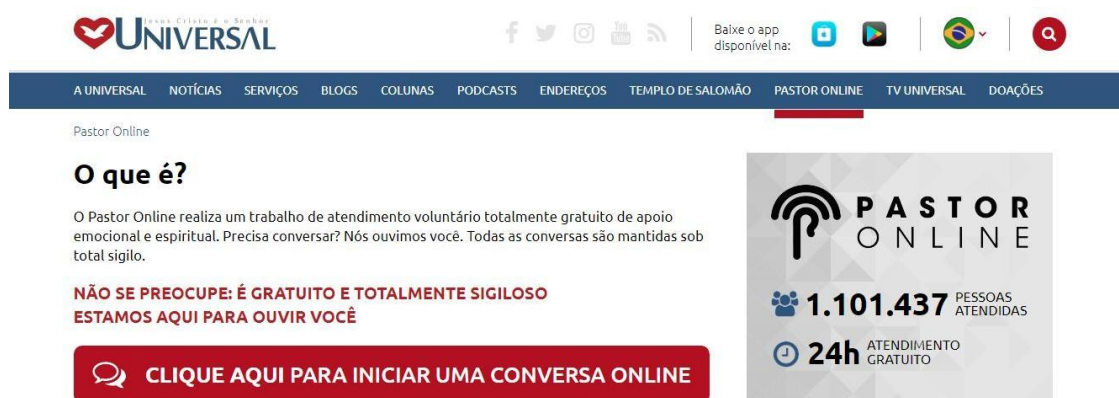 Jesus Cristo é o Senhor
UNIVERSAL
You Tube
Baixe o app
disponível na:
A UNIVERSAL NOTÍCIAS SERVIÇOS BLOGS COLUNAS PODCASTS ENDEREÇOS TEMPLO DE SALOMÃO PASTOR ONLINE TV UNIVERSAL DOAÇÕES
Pastor Online
O que é?
O Pastor Online realiza um trabalho de atendimento voluntário totalmente gratuito de apoio
emocional e espiritual. Precisa conversar? Nós ouvimos você. Todas as conversas são mantidas sob
total sigilo.
NÃO SE PREOCUPE: É GRATUITO E TOTALMENTE SIGILOSO
ESTAMOS AQUI PARA OUVIR VOCÊ
CLIQUE AQUI PARA INICIAR UMA CONVERSA ONLINE
PASTOR
ONLINE
1.101.437 PESSOAS ATENDIDAS
24h ATENDIMENTO GRATUITO